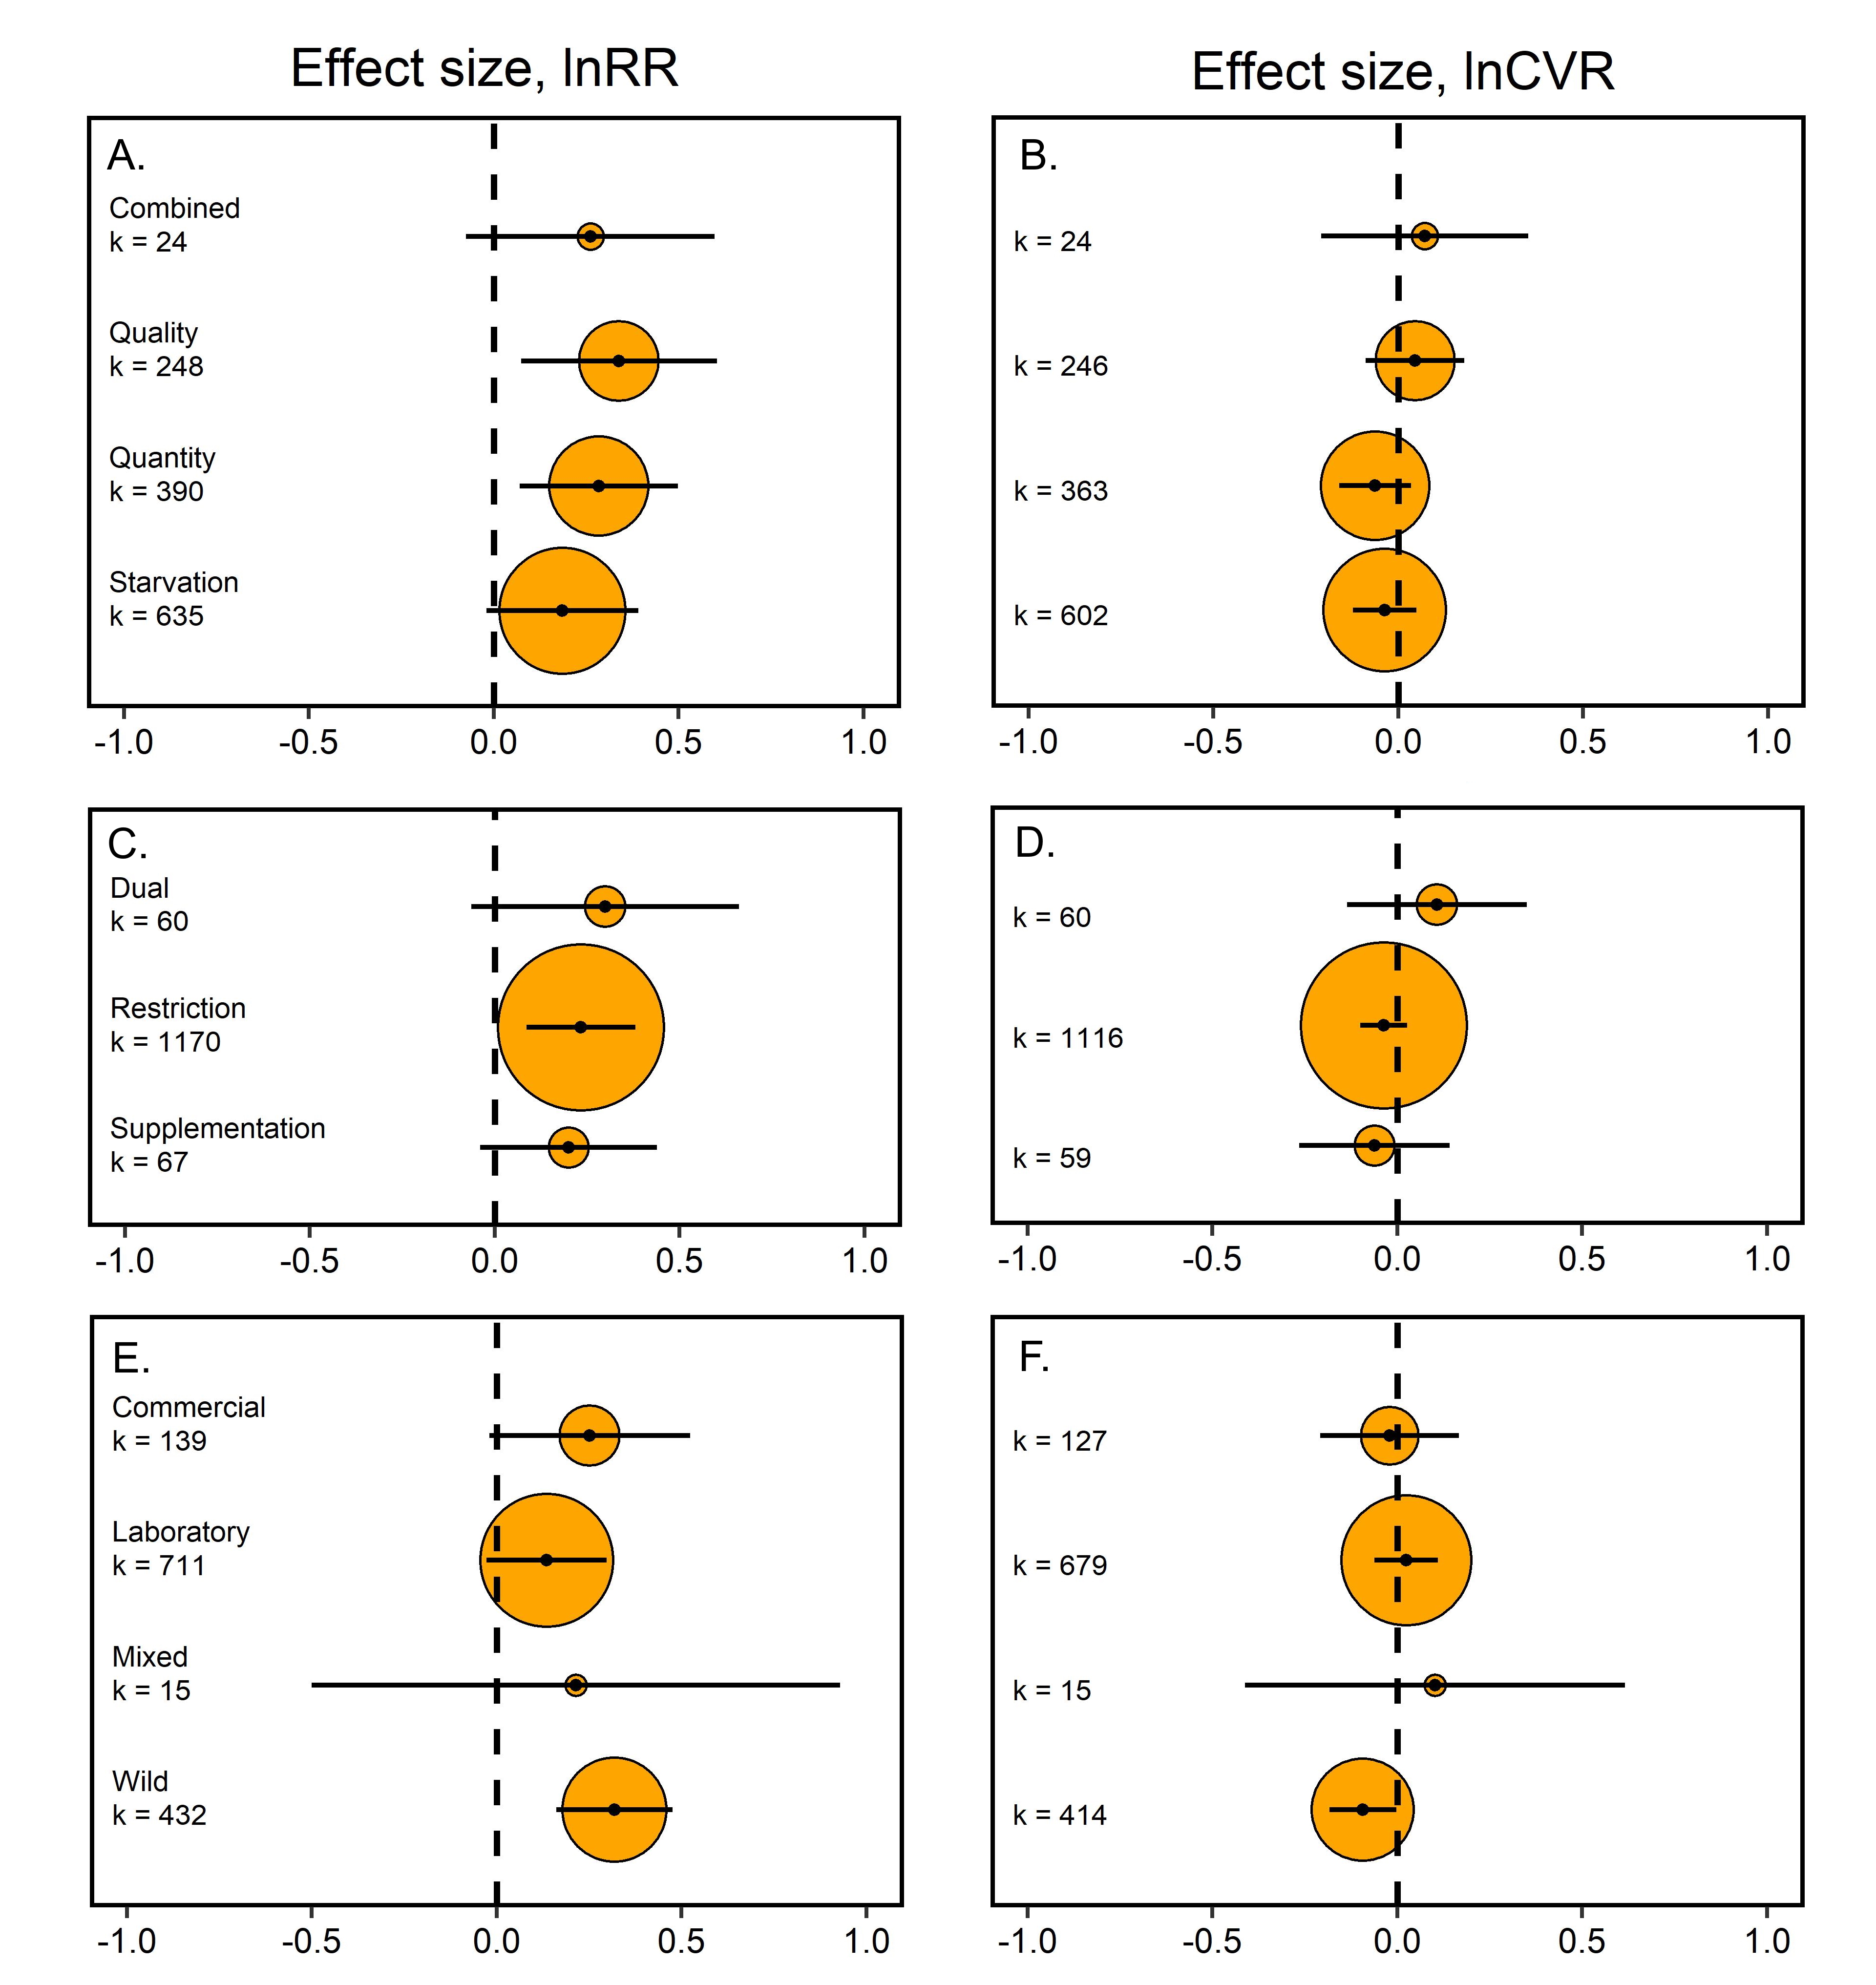 Effect size, lnRR
Effect size, lnCVR
A.
Combined
k = 24
Quality
k = 248
Quantity
k = 390
Starvation
k = 635
-1.0 -0.5 0.0 0.5 1.0
B.
k = 24
k = 246
k = 363
k = 602
-1.0 -0.5 0.0 0.5 1.0
C.
Dual
k = 60
Restriction
k = 1170
Supplementation
k = 67
-1.0 -0.5 0.0 0.5 1.0
D.
k = 60
k = 1116
k = 59
-1.0 -0.5 0.0 0.5 1.0
E.
Commercial
k = 139
Laboratory
k = 711
Mixed
k = 15
Wild
k = 432
-1.0 -0.5 0.0 0.5 1.0
F.
k = 127
k = 679
k = 15
k = 414
-1.0 -0.5 0.0 0.5 1.0